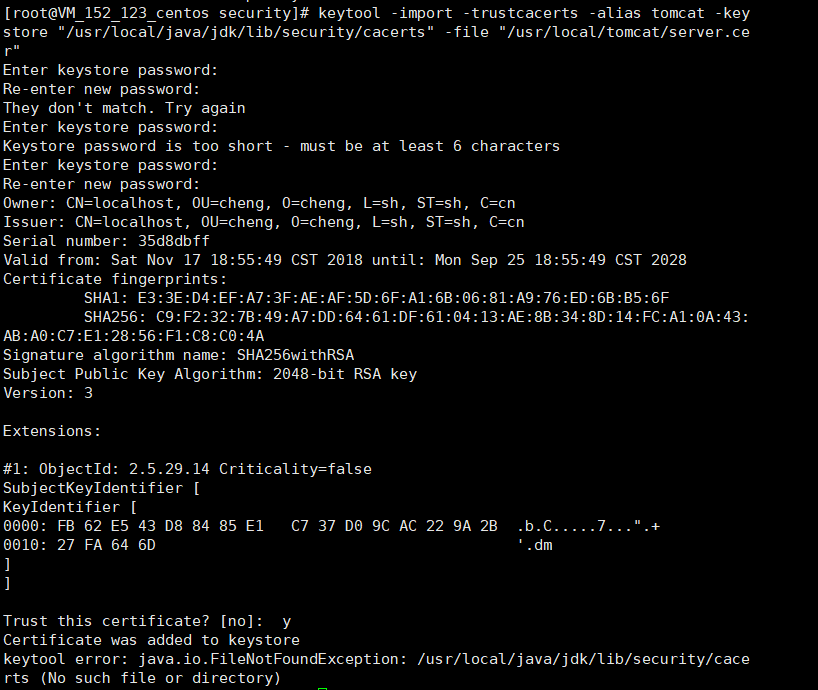 [root@VM_152_123_centos security]# keytool -import -trustcacerts -alias tomcat -key
store "/usr/local/java/jdk/lib/security/cacerts" -file "/usr/local/tomcat/server.ce
r"
Enter keystore password:
Re-enter new password:
They don't match. Try again
Enter keystore password:
Keystore password is too short - must be at least 6 characters
Enter keystore password:
Re-enter new password:
Owner: CN=localhost, OU=cheng, O=cheng, L=sh, ST=sh, C=cn
Issuer: CN=localhost, OU=cheng, O=cheng, L=sh, ST=sh, C=cn
Serial number: 35d8dbff
Valid from: Sat Nov 17 18:55:49 CST 2018 until: Mon Sep 25 18:55:49 CST 2028
Certificate fingerprints:
         SHA1: E3:3E:D4:EF:A7:3F:AE:AF:5D:6F:A1:6B:06:81:A9:76:ED:6B:B5:6F
         SHA256: C9:F2:32:7B:49:A7:DD:64:61:DF:61:04:13:AE:8B:34:8D:14:FC:A1:0A:43:
AB:A0:C7:E1:28:56:F1:C8:C0:4A
Signature algorithm name: SHA256withRSA
Subject Public Key Algorithm: 2048-bit RSA key
Version: 3

Extensions:

#1: ObjectId: 2.5.29.14 Criticality=false
SubjectKeyIdentifier [
KeyIdentifier [
0000: FB 62 E5 43 D8 84 85 E1   C7 37 D0 9C AC 22 9A 2B  .b.C.....7...".+
0010: 27 FA 64 6D                                        '.dm
]
]

Trust this certificate? [no]:  y
Certificate was added to keystore
keytool error: java.io.FileNotFoundException: /usr/local/java/jdk/lib/security/cace
rts (No such file or directory)